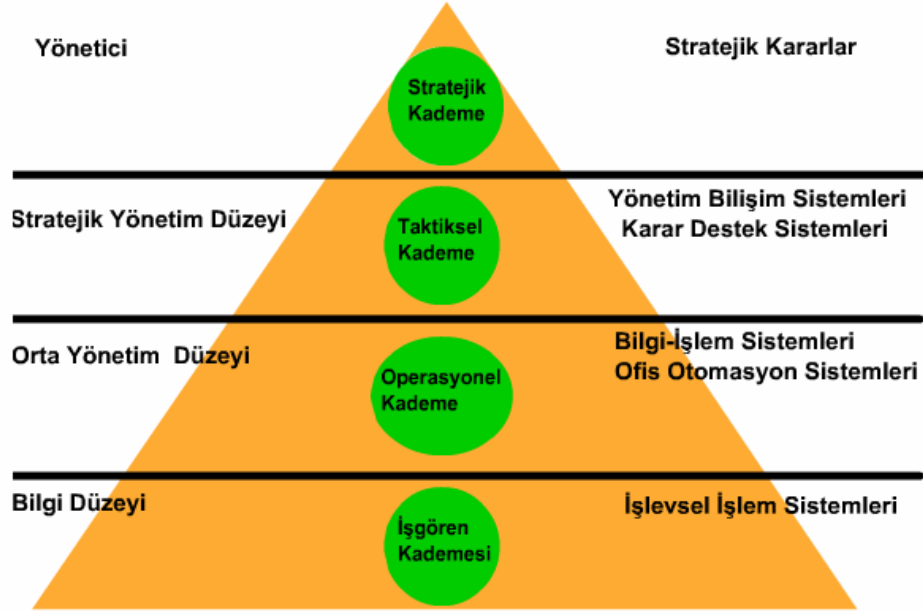 Yönetici
Stratejik Kararlar
Stratejik
Kademe
Stratejik Yönetim Düzeyi
Taktiksel
Kademe
Yönetim Bilişim Sistemleri
Karar Destek Sistemleri
Orta Yönetim Düzeyi
Operasyonel
Kademe
Bilgi-İşlem Sistemleri
Ofis Otomasyon Sistemleri
Bilgi Düzeyi
İşgören
Kademesi
İşlevsel İşlem Sistemleri